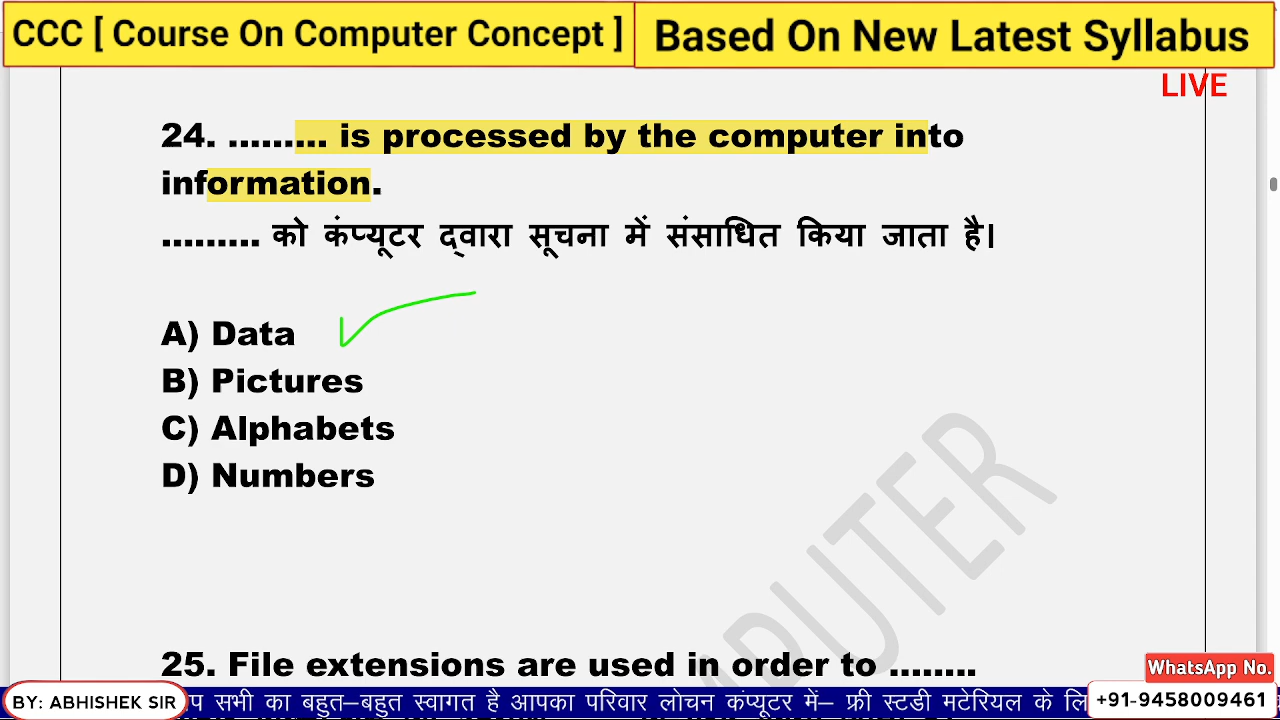 CCC [ Course On Computer Concept ]
Based On New Latest Syllabus
LIVE
24. ......... is processed by the computer into
information.
......... को कंप्यूटर द्वारा सूचना में संसाधित किया जाता है।
A) Data
B) Pictures
C) Alphabets
D) Numbers
PUTER
25. File extensions are used in order to ........
WhatsApp No.
BY: ABHISHEK SIR
सभी का बहुत–बहुत स्वागत है आपका परिवार लोचन कंप्यूटर में– फ्री स्टडी मटेरियल के
+91-9458009461